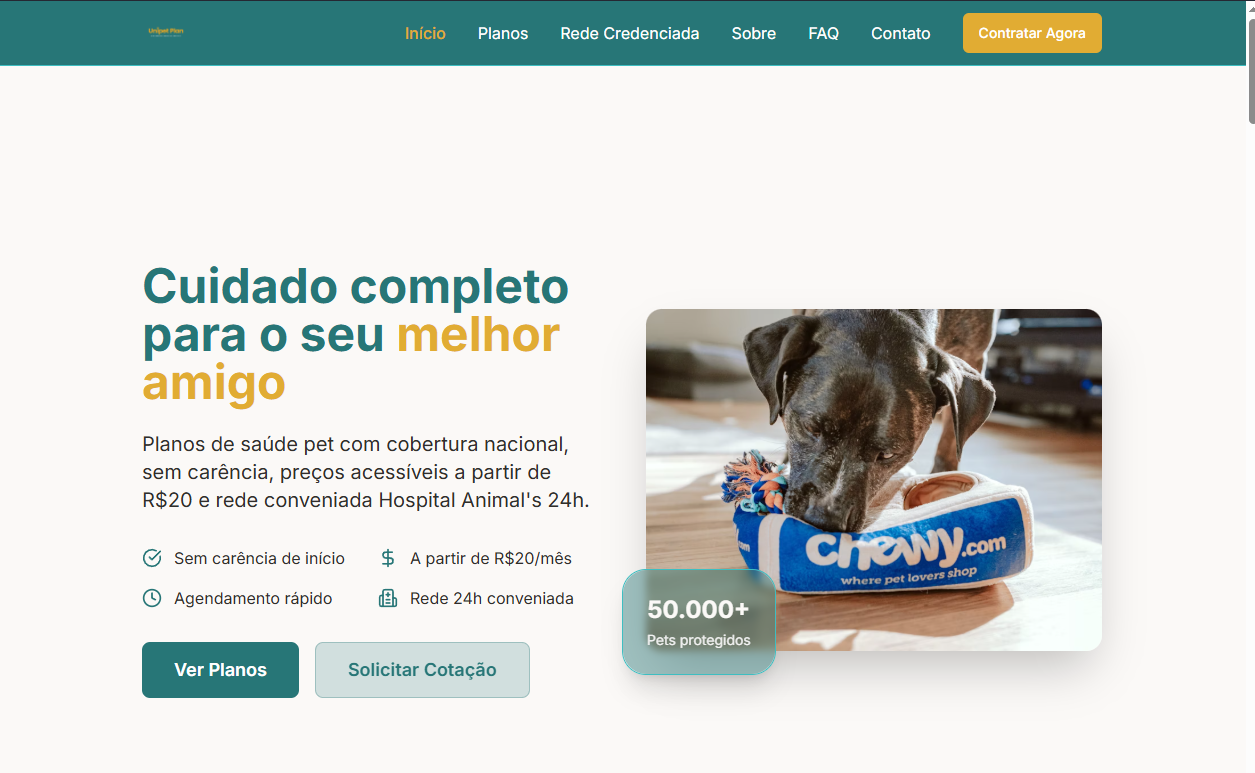 Unipet Plan
Início
Planos
Rede Credenciada
Sobre
FAQ
Contato
Contratar Agora
Cuidado completo
para o seu melhor
amigo
Planos de saúde pet com cobertura nacional,
sem carência, preços acessíveis a partir de
R$20 e rede conveniada Hospital Animal's 24h.
Sem carência de início
A partir de R$20/mês
Agendamento rápido
Rede 24h conveniada
Ver Planos
Solicitar Cotação
.com
chewy.com
where pet lovers shop
50.000+
Pets protegidos